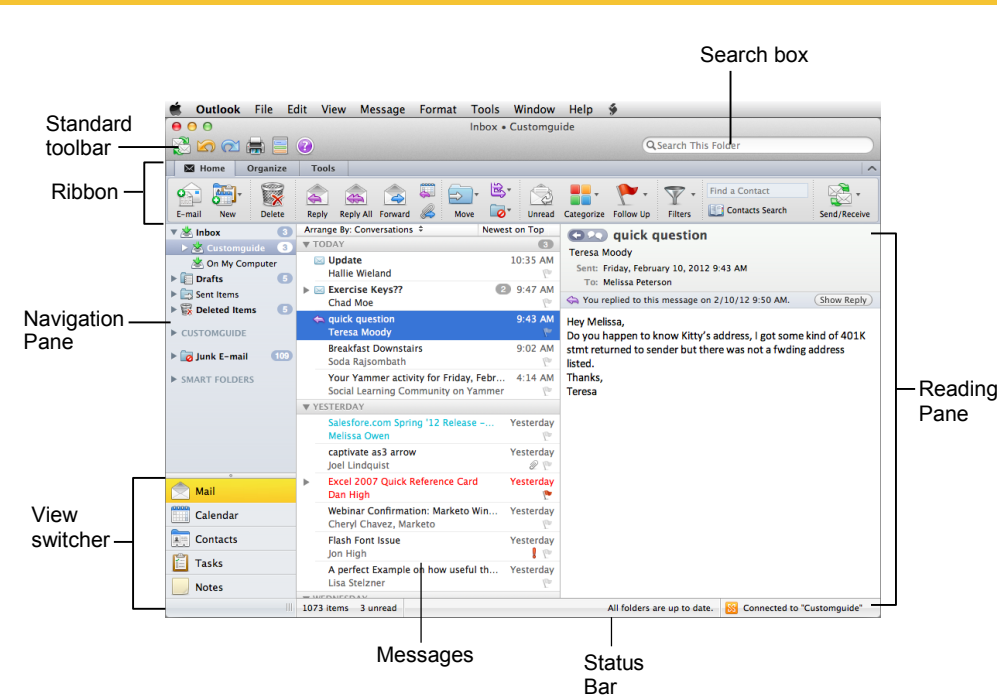 Search box
Outlook File Edit View Message Format Tools Window Help
Standard toolbar
Inbox • Customguide
Search This Folder
Home Organize Tools
Ribbon
Find a Contact
Contacts Search
E-mail New Delete Reply Reply All Forward Move Unread Categorize Follow Up Filters Send/Receive
Inbox 3
Customguide 3
On My Computer
Drafts 5
Sent Items
Deleted Items 5
Navigation Pane
CUSTOMGUIDE
Junk E-mail 109
SMART FOLDERS
Arrange By: Conversations Newest on Top
TODAY 3
Update 10:35 AM
Hallie Wieland
Exercise Keys?? 2 9:47 AM
Chad Moe
quick question 9:43 AM
Teresa Moody
Breakfast Downstairs 9:02 AM
Soda Rajsombath
Your Yammer activity for Friday, Febr... 4:14 AM
Social Learning Community on Yammer
YESTERDAY
Salesfore.com Spring '12 Release –... Yesterday
Melissa Owen
captivate as3 arrow Yesterday
Joel Lindquist
Excel 2007 Quick Reference Card Yesterday
Dan High
Webinar Confirmation: Marketo Win... Yesterday
Cheryl Chavez, Marketo
Flash Font Issue Yesterday
Jon High
A perfect Example on how useful th... Yesterday
Lisa Stelzner
WEDNESDAY
quick question
Teresa Moody
Sent: Friday, February 10, 2012 9:43 AM
To: Melissa Peterson
You replied to this message on 2/10/12 9:50 AM. Show Reply
Hey Melissa,
Do you happen to know Kitty's address, I got some kind of 401K
stmt returned to sender but there was not a fwding address
listed.
Thanks,
Teresa
Reading Pane
View switcher
Mail
Calendar
Contacts
Tasks
Notes
1073 items 3 unread All folders are up to date. Connected to "Customguide"
Messages
Status Bar